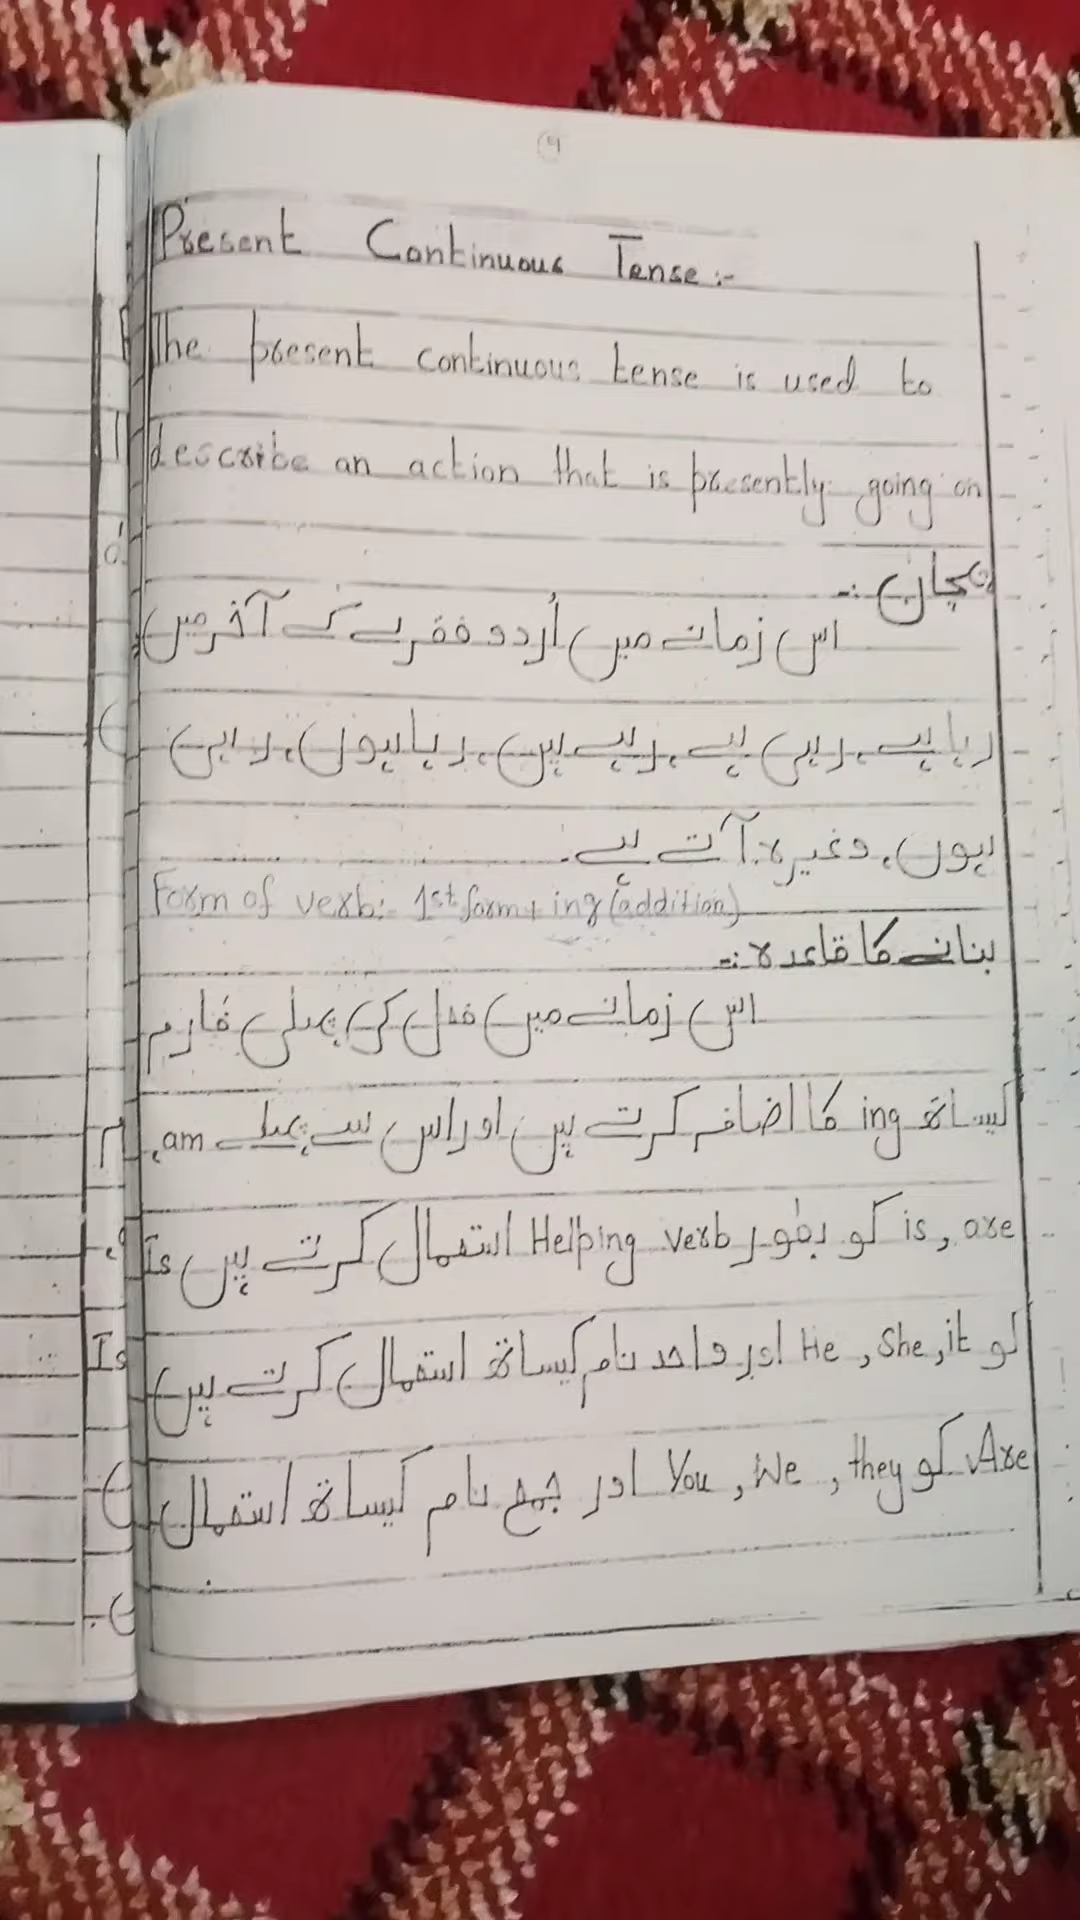 Present Continuous Tense:-
The present continuous tense is used to
describe an action that is presently going on
پہچان:-
اس زمانے میں اُردو فقرے کے آخر میں
رہا ہے، رہی ہے، رہے ہیں، رہا ہوں، رہی
ہوں، وغیرہ آتے ہے۔
Form of verb:- 1st form + ing (addition)
بنانے کا قاعدہ:-
اس زمانے میں فعل کی پہلی فارم
کیساتھ ing کا اضافہ کرتے ہیں اور اس سے پہلے am,
is, are کو بطور Helping verb استعمال کرتے ہیں Is
کو He, She, it اور واحد نام کیساتھ استعمال کرتے ہیں
Are کو You, We, they اور جمع نام کیساتھ استعمال